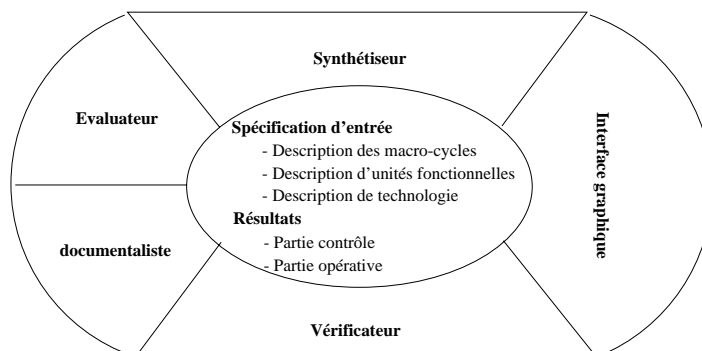 Synthétiseur
Evaluateur
Interface graphique
Spécification d'entrée
- Description des macro-cycles
- Description d'unités fonctionnelles
- Description de technologie
Résultats
- Partie contrôle
- Partie opérative
documentaliste
Vérificateur